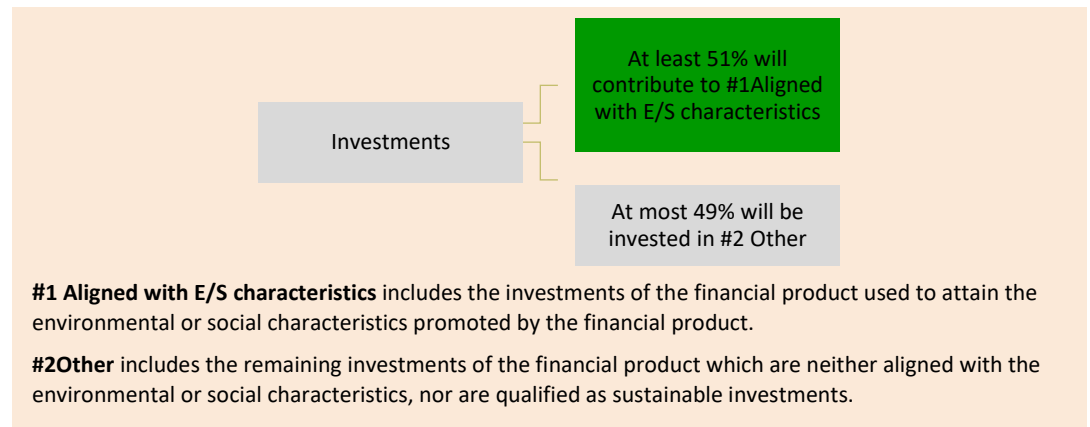 At least 51% will
contribute to #1Aligned
with E/S characteristics
Investments
At most 49% will be
invested in #2 Other
#1 Aligned with E/S characteristics includes the investments of the financial product used to attain the
environmental or social characteristics promoted by the financial product.
#2Other includes the remaining investments of the financial product which are neither aligned with the
environmental or social characteristics, nor are qualified as sustainable investments.